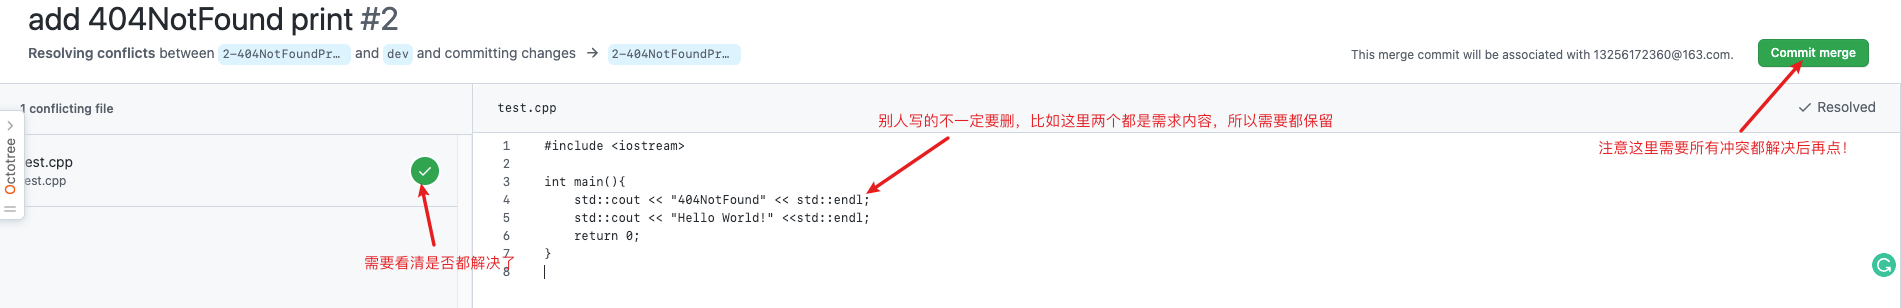 add 404NotFound print #2
Resolving conflicts between 2-404NotFoundPr… and dev and committing changes → 2-404NotFoundPr…
This merge commit will be associated with 13256172360@163.com.
Commit merge
1 conflicting file
test.cpp
Resolved
别人写的不一定要删，比如这里两个都是需求内容，所以需要都保留
注意这里需要所有冲突都解决后再点！
Octotree
est.cpp
est.cpp
需要看清是否都解决了
1 #include <iostream>
2
3 int main(){
4 std::cout << "404NotFound" << std::endl;
5 std::cout << "Hello World!" <<std::endl;
6 return 0;
7 }
8